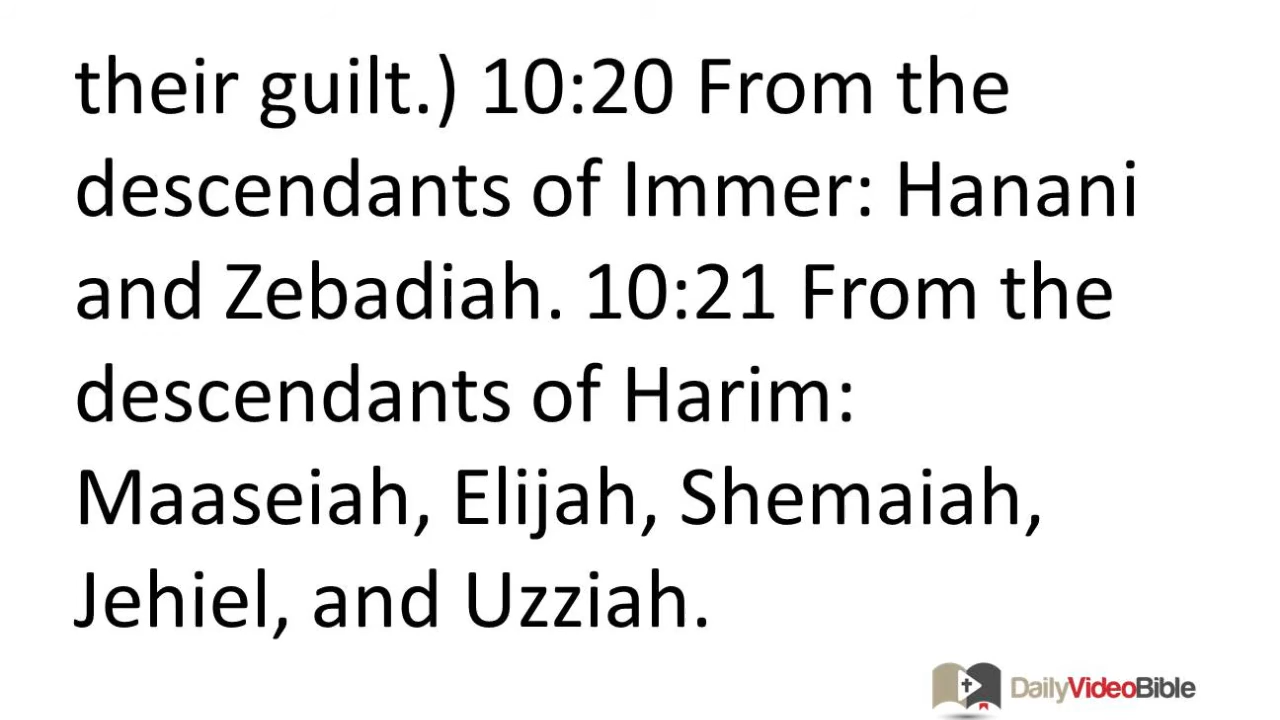 their guilt.) 10:20 From the
descendants of Immer: Hanani
and Zebadiah. 10:21 From the
descendants of Harim:
Maaseiah, Elijah, Shemaiah,
Jehiel, and Uzziah.
DailyVideoBible